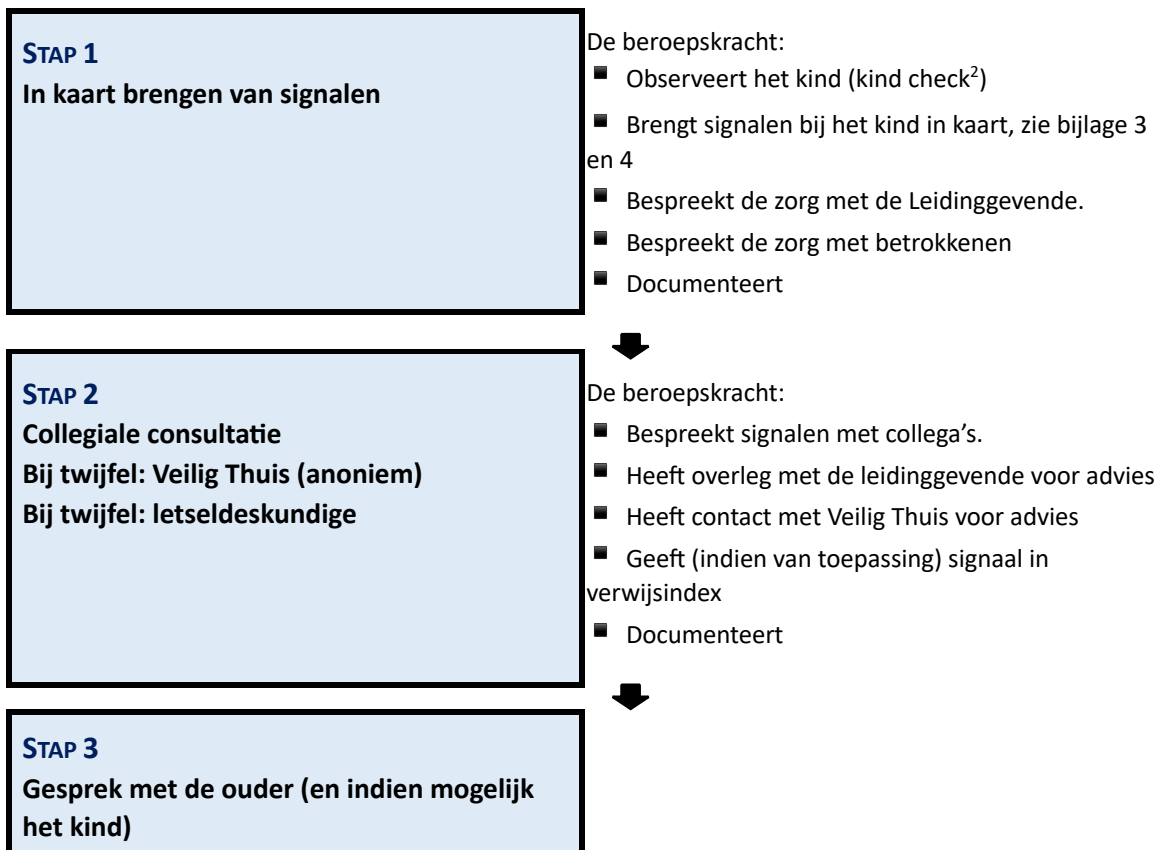 STAP 1
In kaart brengen van signalen
De beroepskracht:
▪ Observeert het kind (kind check²)
▪ Brengt signalen bij het kind in kaart, zie bijlage 3
en 4
▪ Bespreekt de zorg met de Leidinggevende.
▪ Bespreekt de zorg met betrokkenen
▪ Documenteert
STAP 2
Collegiale consultatie
Bij twijfel: Veilig Thuis (anoniem)
Bij twijfel: letseldeskundige
De beroepskracht:
▪ Bespreekt signalen met collega’s.
▪ Heeft overleg met de leidinggevende voor advies
▪ Heeft contact met Veilig Thuis voor advies
▪ Geeft (indien van toepassing) signaal in
verwijsindex
▪ Documenteert
STAP 3
Gesprek met de ouder (en indien mogelijk
het kind)